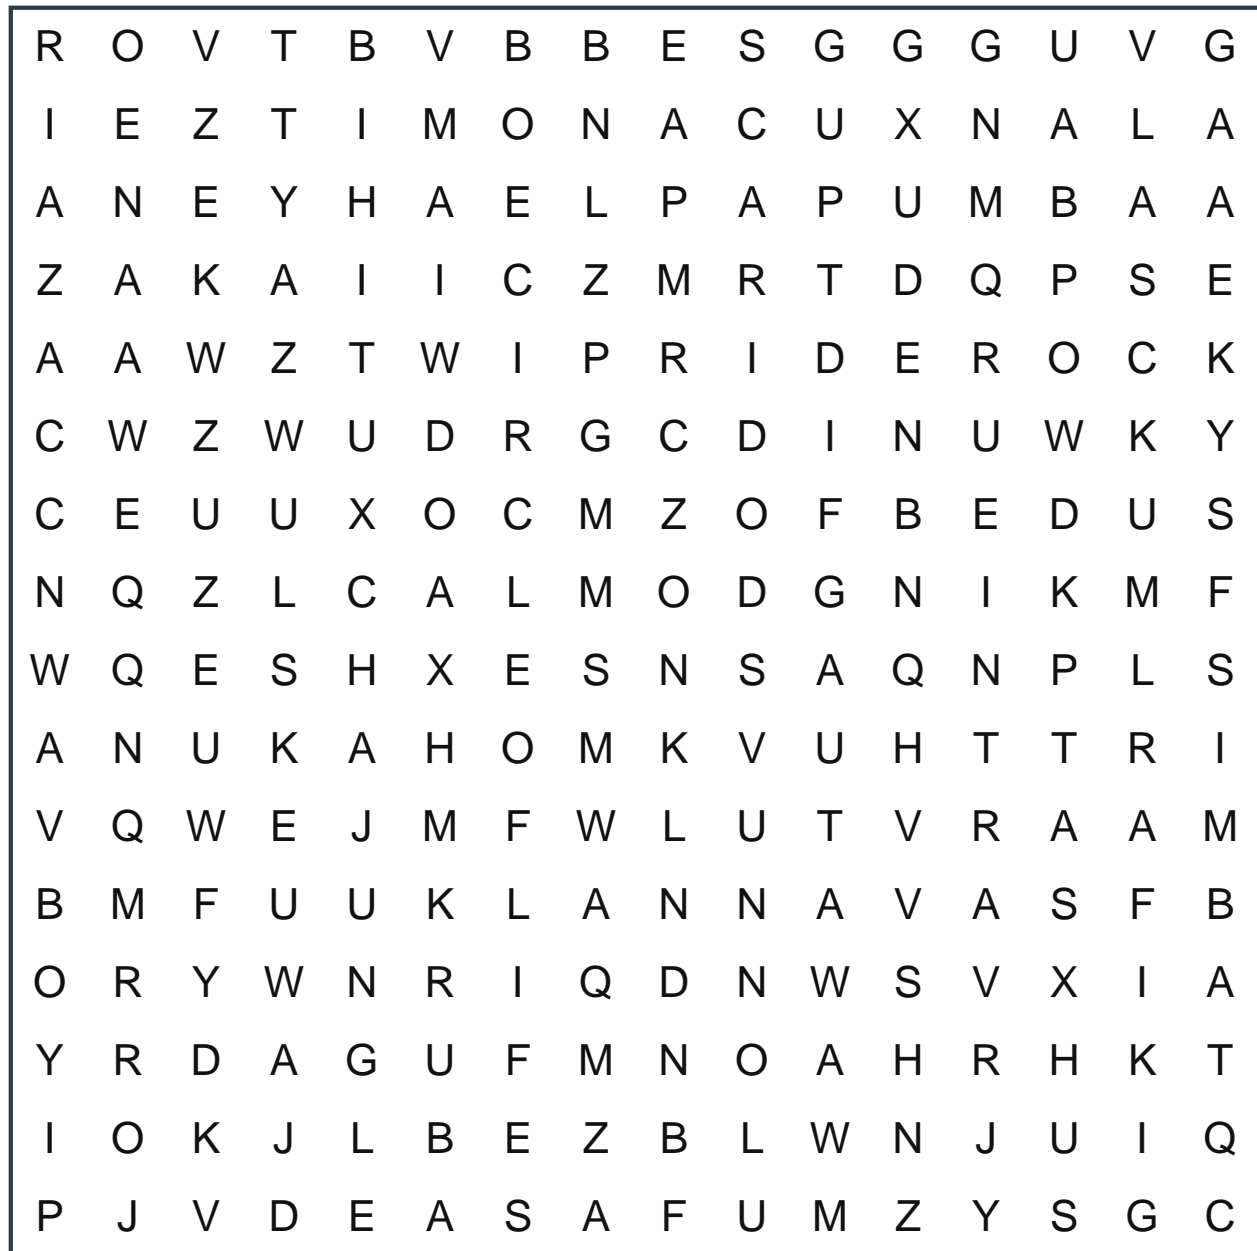 R O V T B V B B E S G G G U V G
I E Z T I M O N A C U X N A L A
A N E Y H A E L P A P U M B A A
Z A K A I I C Z M R T D Q P S E
A A W Z T W I P R I D E R O C K
C W Z W U D R G C D I N U W K Y
C E U U X O C M Z O F B E D U S
N Q Z L C A L M O D G N I K M F
W Q E S H X E S N S A Q N P L S
A N U K A H O M K V U H T T R I
V Q W E J M F W L U T V R A A M
B M F U U K L A N N A V A S F B
O R Y W N R I Q D N W S V X I A
Y R D A G U F M N O A H R H K T
I O K J L B E Z B L W N J U I Q
P J V D E A S A F U M Z Y S G C